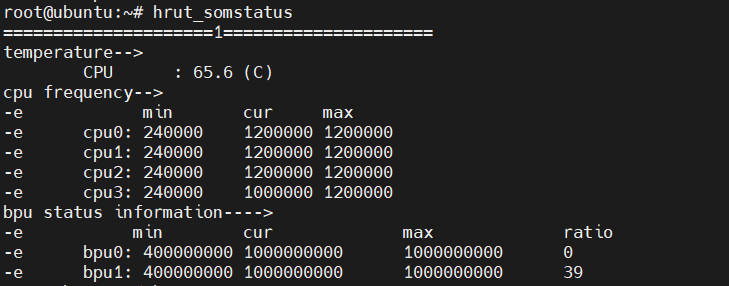 root@ubuntu:~# hrut_somstatus
=====================1=====================
temperature-->
        CPU      : 65.6 (C)
cpu frequency-->
-e            min       cur     max
-e      cpu0: 240000    1200000 1200000
-e      cpu1: 240000    1200000 1200000
-e      cpu2: 240000    1200000 1200000
-e      cpu3: 240000    1000000 1200000
bpu status information---->
-e           min        cur             max             ratio
-e      bpu0: 400000000 1000000000      1000000000      0
-e      bpu1: 400000000 1000000000      1000000000      39